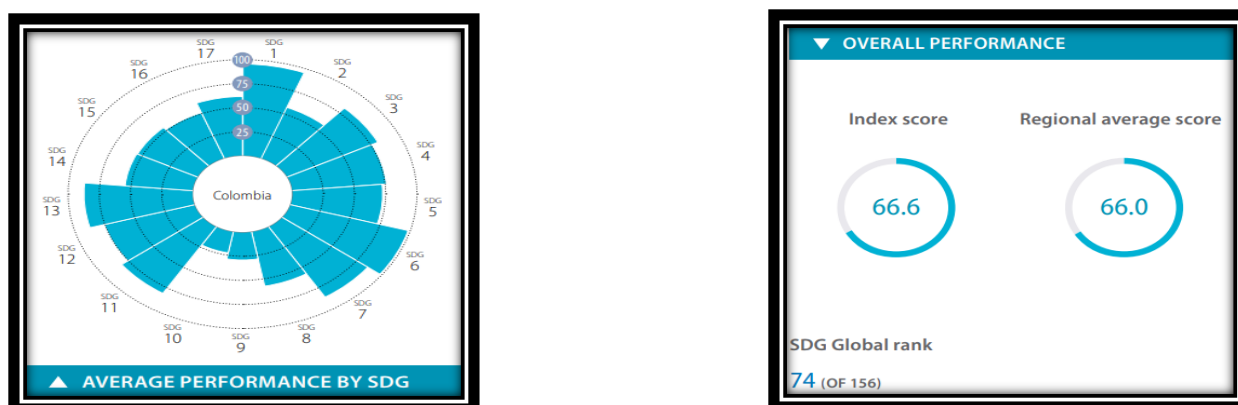 SDG
1
SDG
2
SDG
3
SDG
4
SDG
5
SDG
6
SDG
7
SDG
8
SDG
9
SDG
10
SDG
11
SDG
12
SDG
13
SDG
14
SDG
15
SDG
16
SDG
17
100
75
50
25
Colombia
AVERAGE PERFORMANCE BY SDG
OVERALL PERFORMANCE
Index score
66.6
Regional average score
66.0
SDG Global rank
74 (OF 156)